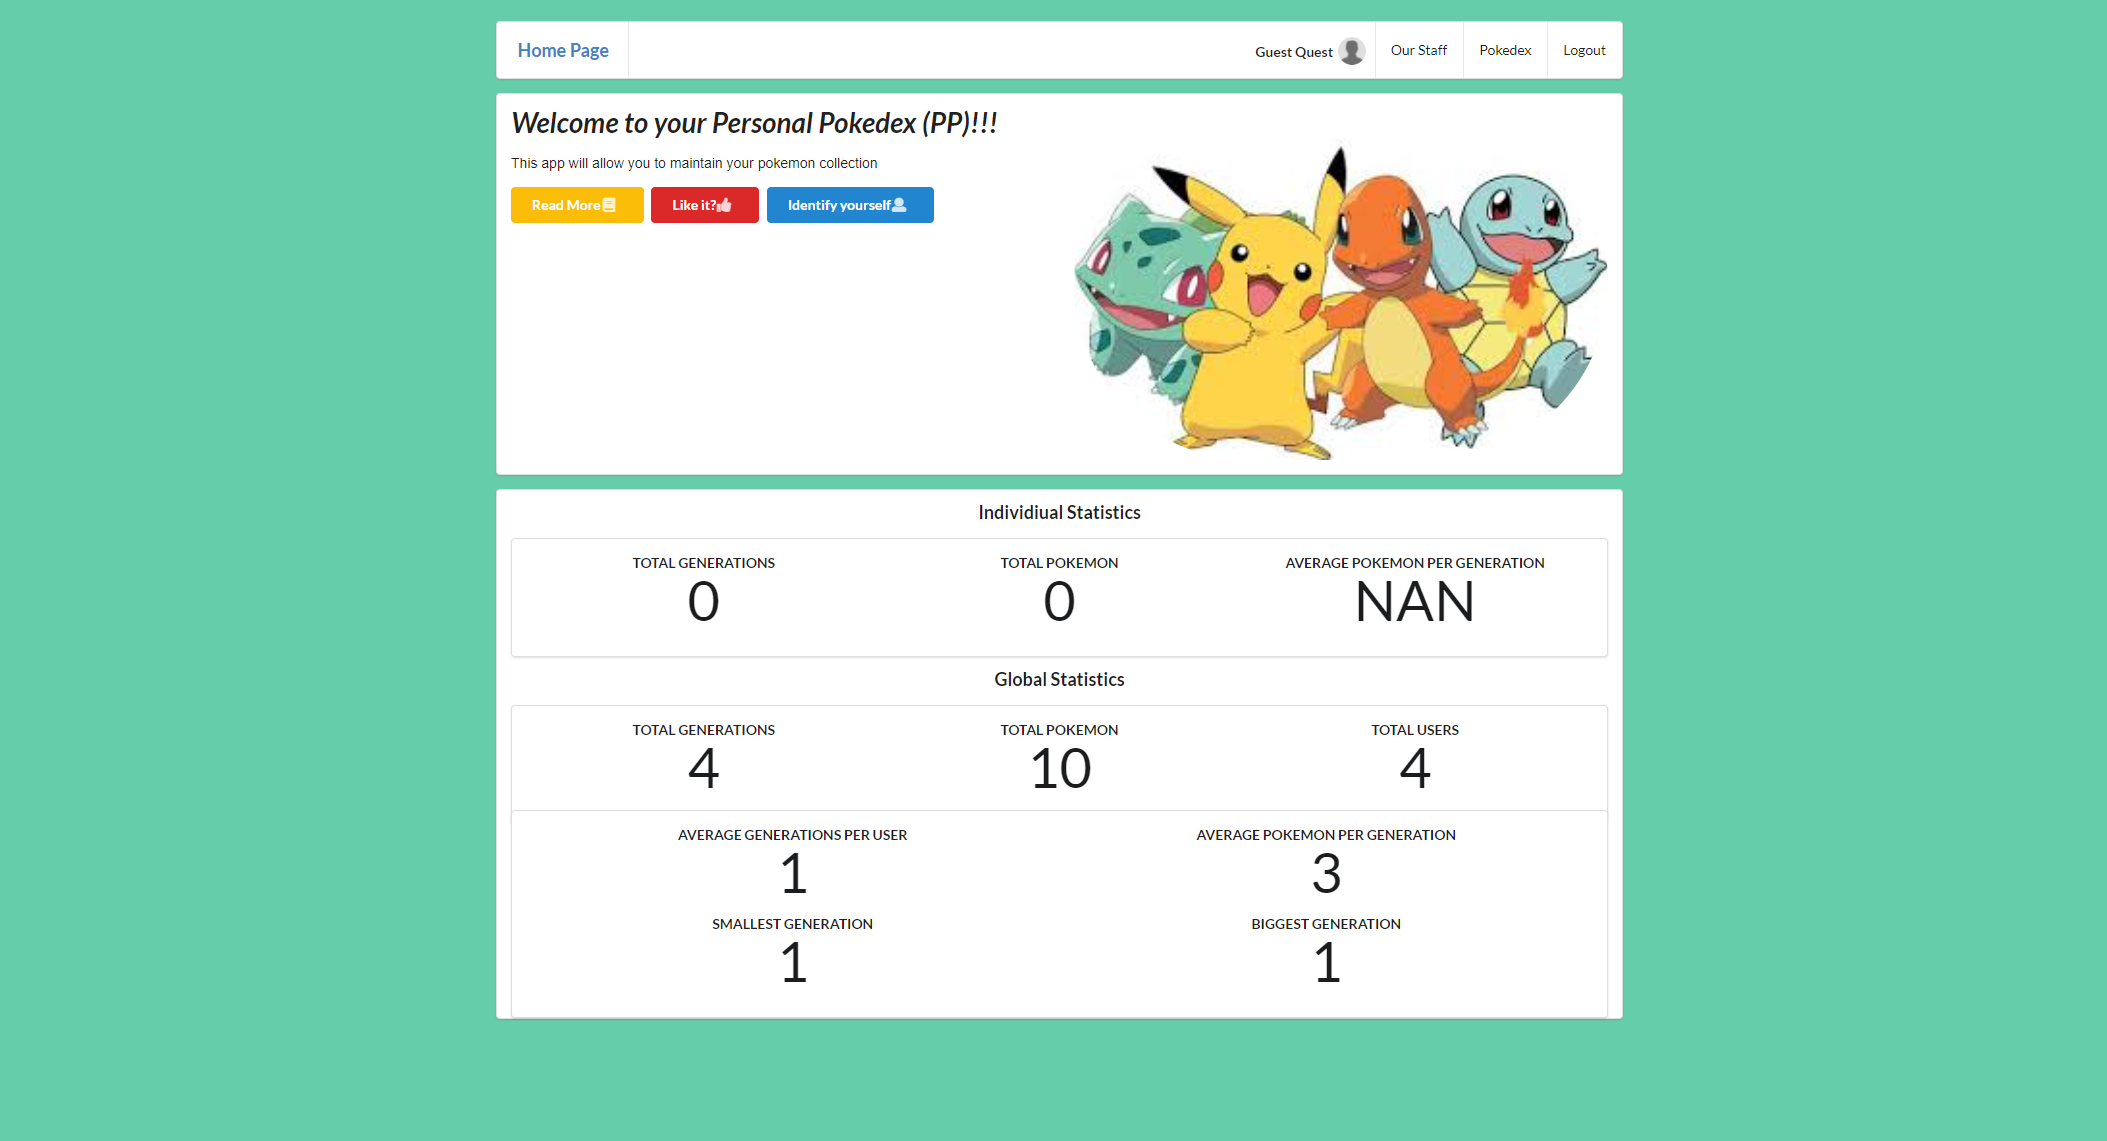 Home Page
Guest Quest
Our Staff
Pokedex
Logout
Welcome to your Personal Pokedex (PP)!!!
This app will allow you to maintain your pokemon collection
Read More
Like it?
Identify yourself
Individiual Statistics
TOTAL GENERATIONS
0
TOTAL POKEMON
0
AVERAGE POKEMON PER GENERATION
NAN
Global Statistics
TOTAL GENERATIONS
4
TOTAL POKEMON
10
TOTAL USERS
4
AVERAGE GENERATIONS PER USER
1
AVERAGE POKEMON PER GENERATION
3
SMALLEST GENERATION
1
BIGGEST GENERATION
1